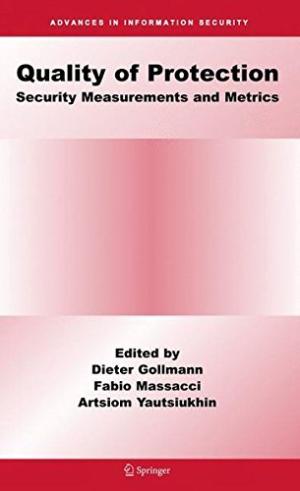 ADVANCES IN INFORMATION SECURITY
Quality of Protection
Security Measurements and Metrics
Edited by
Dieter Gollmann
Fabio Massacci
Artsiom Yautsiukhin
Springer